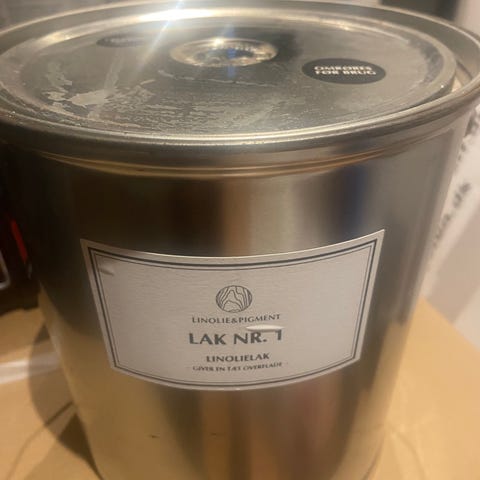 OMRØRES
FØR BRUG
LINOLIE&PIGMENT
LAK NR. 1
LINOLIELAK
- GIVER EN TÆT OVERFLADE -